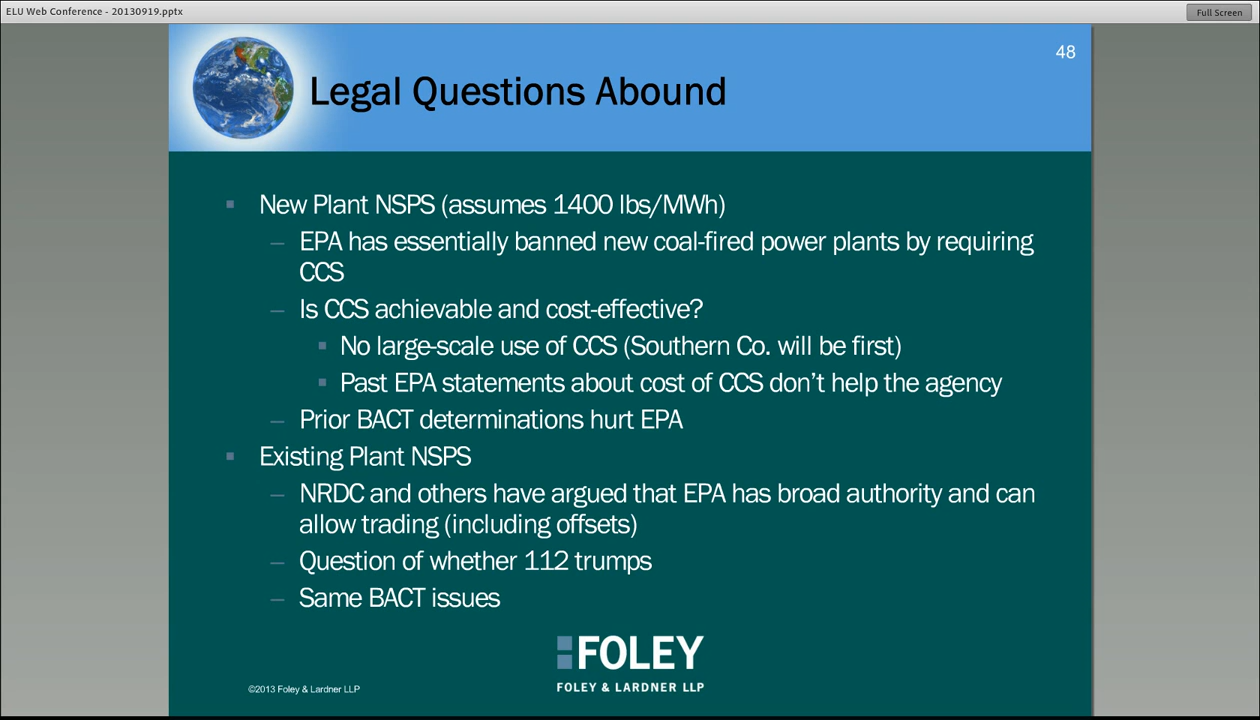 ELU Web Conference - 20130919.pptx
Full Screen
48
Legal Questions Abound
New Plant NSPS (assumes 1400 lbs/MWh)
– EPA has essentially banned new coal-fired power plants by requiring
CCS
– Is CCS achievable and cost-effective?
No large-scale use of CCS (Southern Co. will be first)
Past EPA statements about cost of CCS don't help the agency
– Prior BACT determinations hurt EPA
Existing Plant NSPS
– NRDC and others have argued that EPA has broad authority and can
allow trading (including offsets)
– Question of whether 112 trumps
– Same BACT issues
FOLEY
FOLEY & LARDNER LLP
©2013 Foley & Lardner LLP